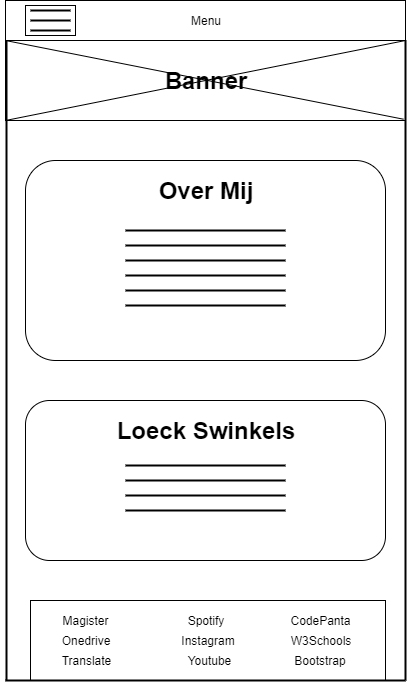 Menu
Banner
Over Mij
Loeck Swinkels
Magister Spotify CodePanta
Onedrive Instagram W3Schools
Translate Youtube Bootstrap